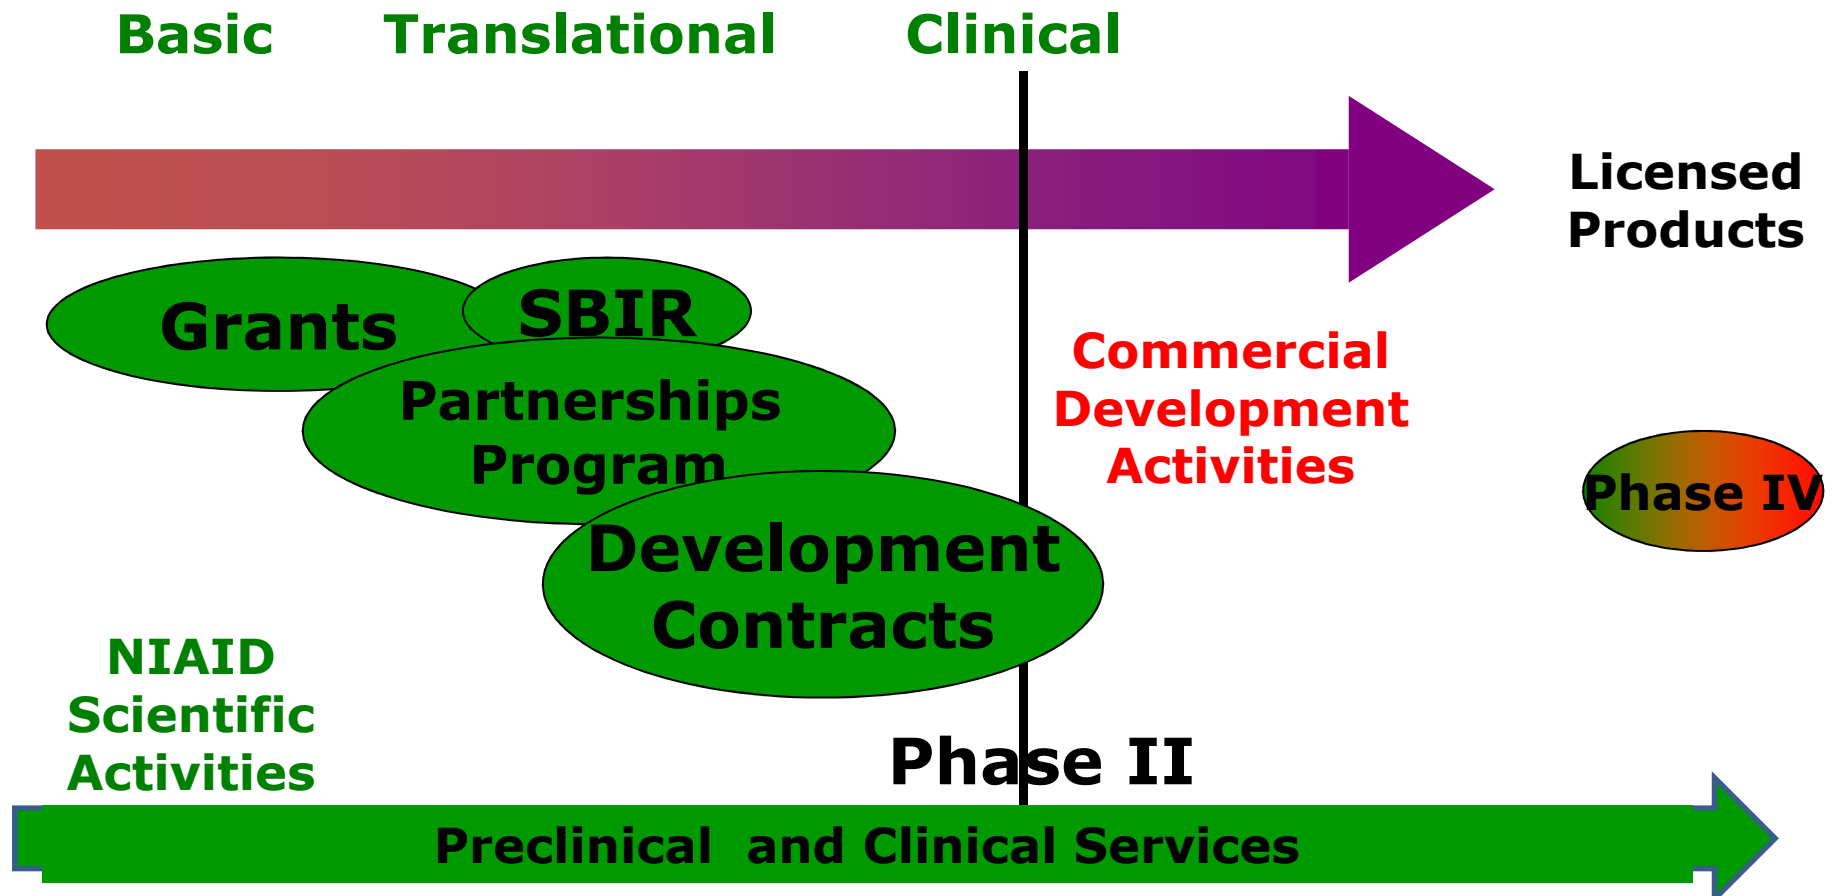 Basic
Translational
Clinical
Licensed
Products
Grants
SBIR
Partnerships
Program
Commercial
Development
Activities
Phase IV
Development
Contracts
NIAID
Scientific
Activities
Phase II
Preclinical  and Clinical Services